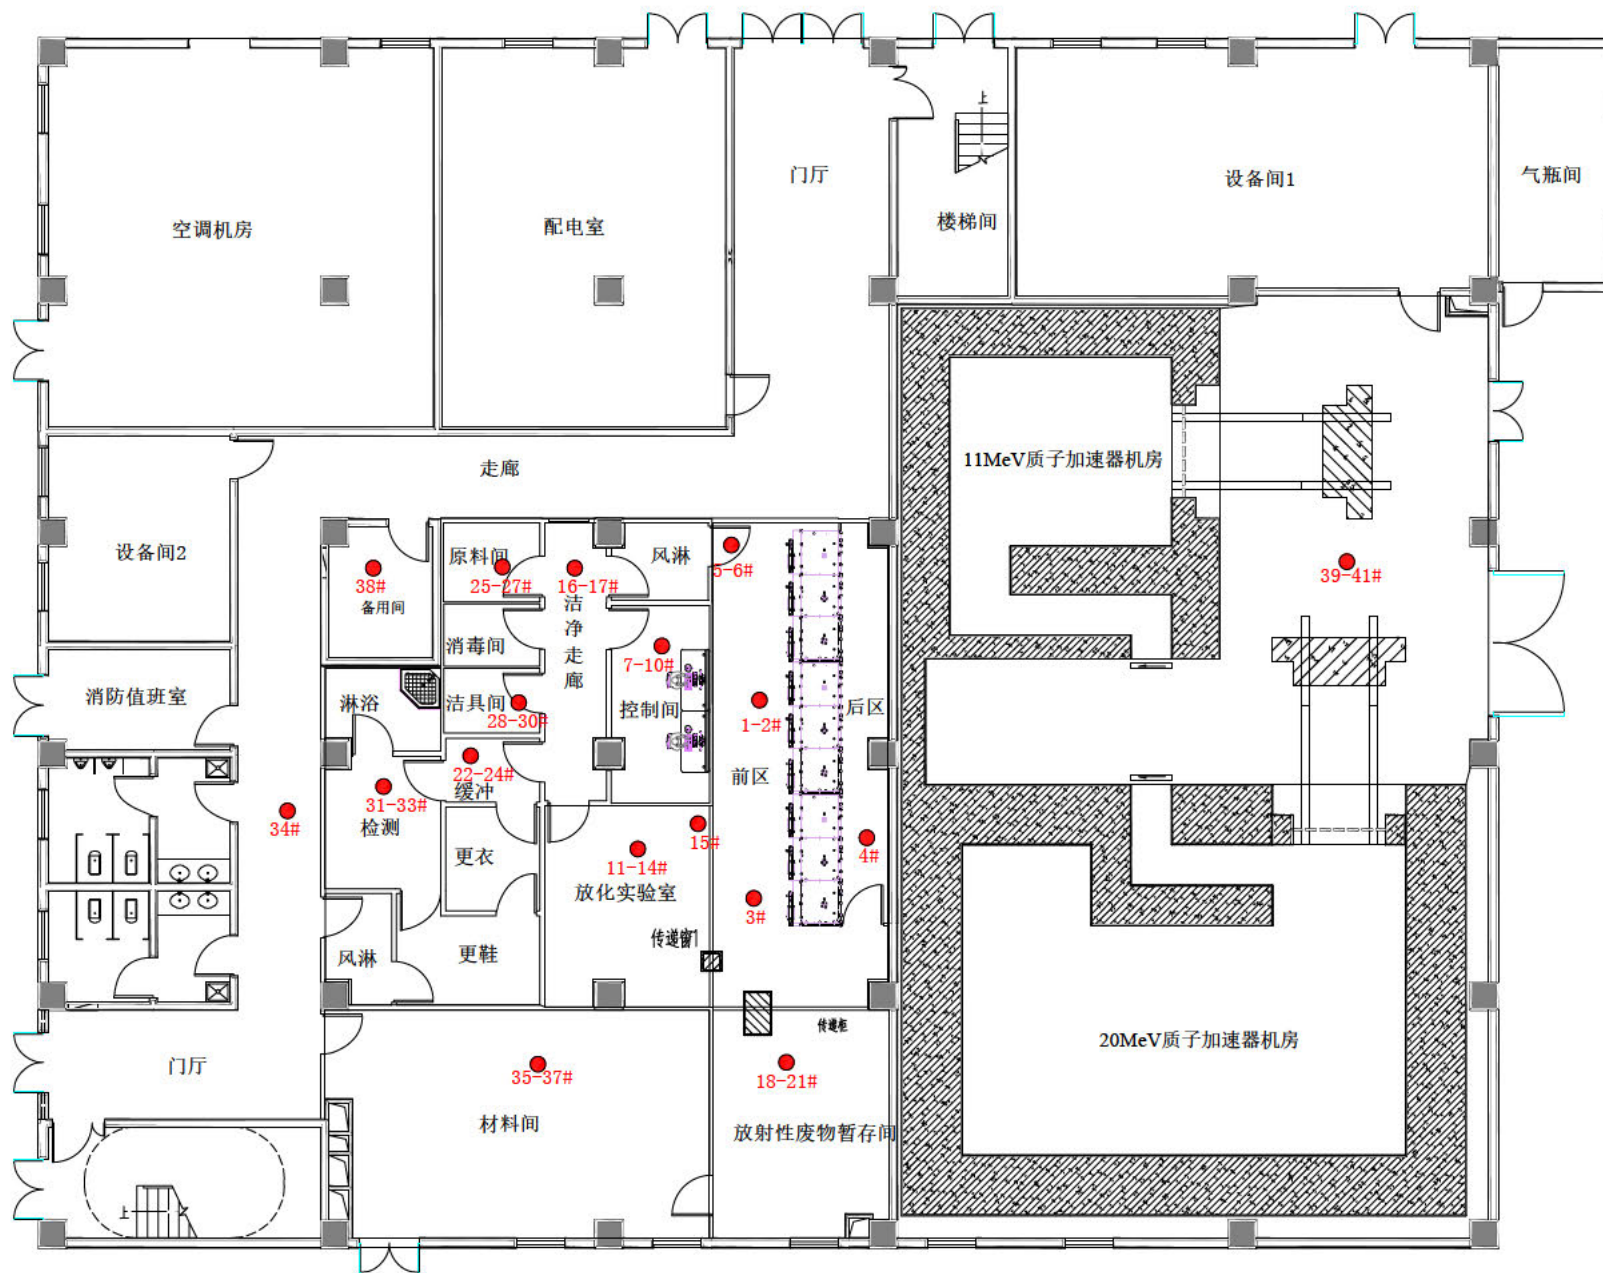 上
门厅
设备间1
气瓶间
空调机房
配电室
楼梯间
走廊
11MeV质子加速器机房
设备间2
原料间
风淋
5-6#
38#
25-27#
16-17#
39-41#
备用间
洁净走廊
消毒间
7-10#
消防值班室
淋浴
洁具间
28-30#
控制间
1-2#
后区
22-24#
前区
31-33#
缓冲
34#
检测
15#
4#
更衣
11-14#
放化实验室
3#
传递窗1
风淋
更鞋
传递柜
20MeV质子加速器机房
门厅
35-37#
18-21#
材料间
放射性废物暂存间
上